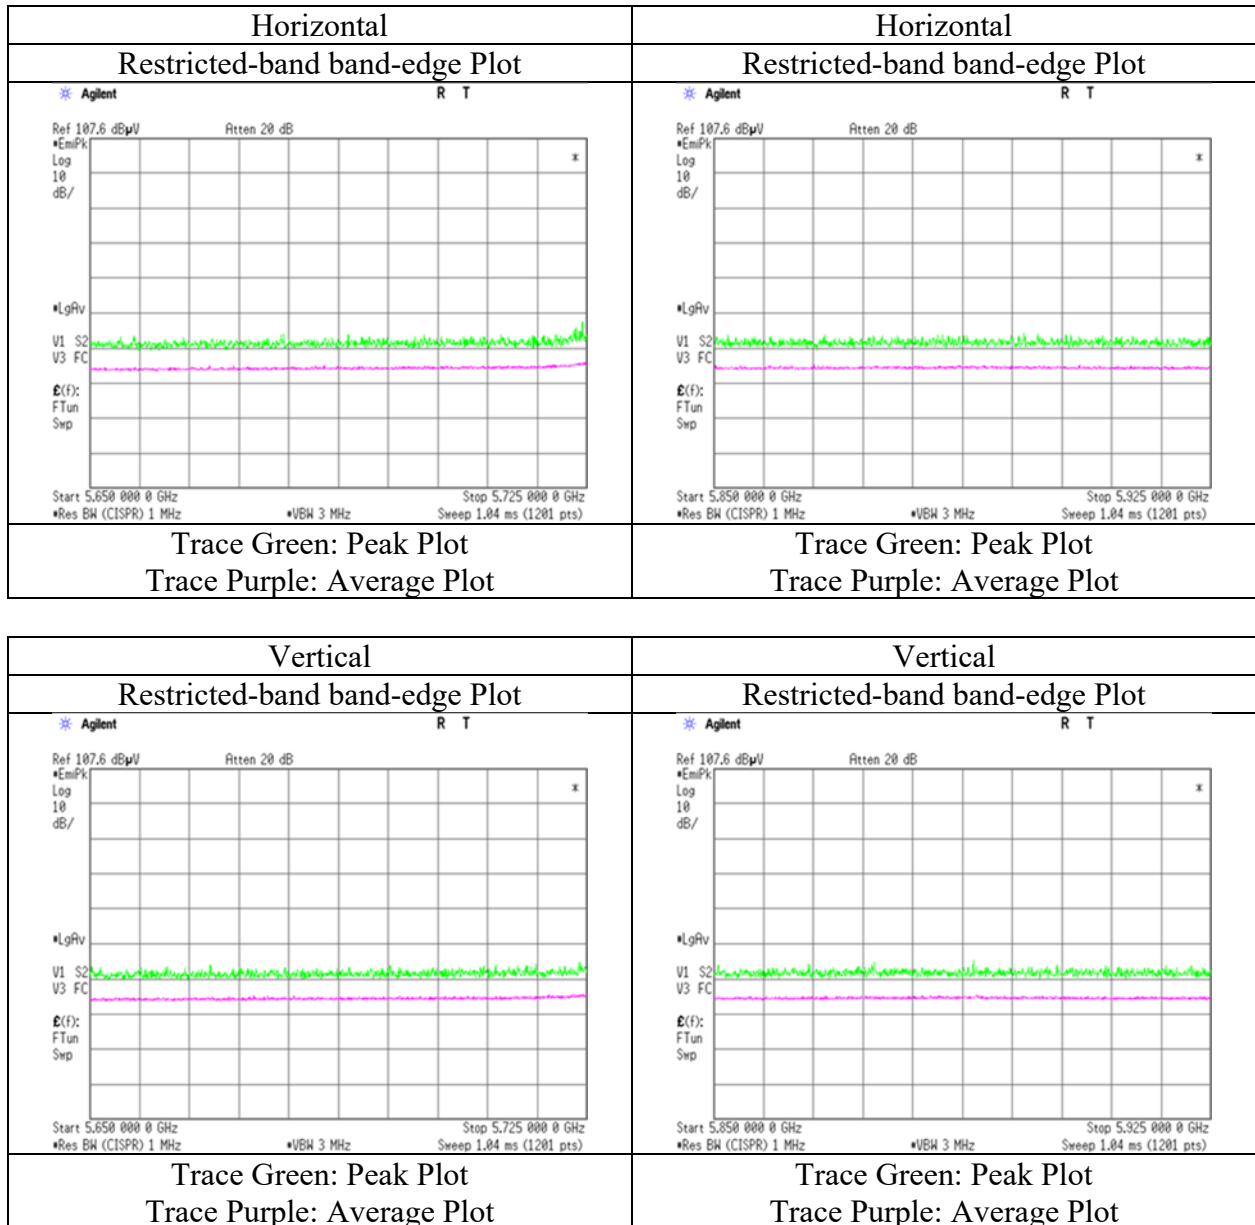 Horizontal
Horizontal
Restricted-band band-edge Plot
Restricted-band band-edge Plot
Agilent
R T
Ref 107.6 dBµV
Atten 20 dB
*EmiPk
Log
10
dB/
*
*LgAv
V1 S2
V3 FC
£(f):
FTun
Swp
Start 5.650 000 0 GHz
Stop 5.725 000 0 GHz
*Res BW (CISPR) 1 MHz
*VBW 3 MHz
Sweep 1.04 ms (1201 pts)
Agilent
R T
Ref 107.6 dBµV
Atten 20 dB
*EmiPk
Log
10
dB/
*
*LgAv
V1 S2
V3 FC
£(f):
FTun
Swp
Start 5.850 000 0 GHz
Stop 5.925 000 0 GHz
*Res BW (CISPR) 1 MHz
*VBW 3 MHz
Sweep 1.04 ms (1201 pts)
Trace Green: Peak Plot
Trace Purple: Average Plot
Trace Green: Peak Plot
Trace Purple: Average Plot
Vertical
Vertical
Restricted-band band-edge Plot
Restricted-band band-edge Plot
Agilent
R T
Ref 107.6 dBµV
Atten 20 dB
*EmiPk
Log
10
dB/
*
*LgAv
V1 S2
V3 FC
£(f):
FTun
Swp
Start 5.650 000 0 GHz
Stop 5.725 000 0 GHz
*Res BW (CISPR) 1 MHz
*VBW 3 MHz
Sweep 1.04 ms (1201 pts)
Agilent
R T
Ref 107.6 dBµV
Atten 20 dB
*EmiPk
Log
10
dB/
*
*LgAv
V1 S2
V3 FC
£(f):
FTun
Swp
Start 5.850 000 0 GHz
Stop 5.925 000 0 GHz
*Res BW (CISPR) 1 MHz
*VBW 3 MHz
Sweep 1.04 ms (1201 pts)
Trace Green: Peak Plot
Trace Purple: Average Plot
Trace Green: Peak Plot
Trace Purple: Average Plot